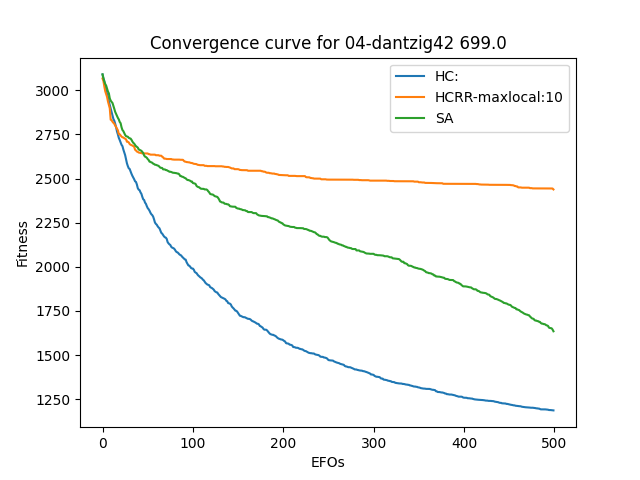 Convergence curve for 04-dantzig42 699.0
HC:
HCRR-maxlocal:10
SA
Fitness
3000
2750
2500
2250
2000
1750
1500
1250
0 100 200 300 400 500
EFOs